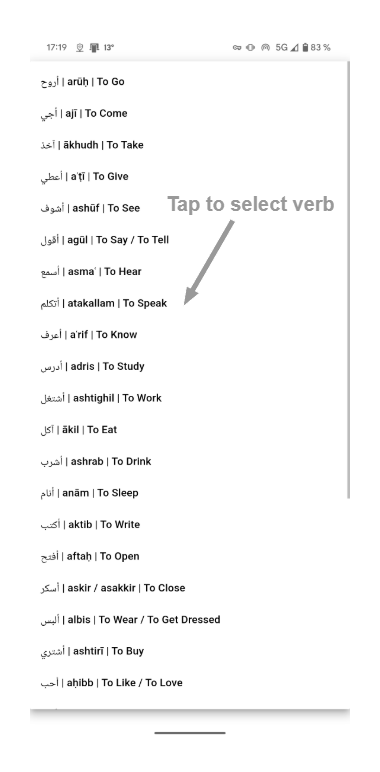 17:19 13° 5G 83 %
أروح | arūḥ | To Go
أجي | ajī | To Come
آخذ | ākhudh | To Take
أعطي | aʿṭī | To Give
أشوف | ashūf | To See
Tap to select verb
أقول | agūl | To Say / To Tell
أسمع | asmaʿ | To Hear
أتكلم | atakallam | To Speak
أعرف | aʿrif | To Know
أدرس | adris | To Study
أشتغل | ashtighil | To Work
آكل | ākil | To Eat
أشرب | ashrab | To Drink
أنام | anām | To Sleep
أكتب | aktib | To Write
أفتح | aftaḥ | To Open
أسكر | askir / asakkir | To Close
ألبس | albis | To Wear / To Get Dressed
أشتري | ashtirī | To Buy
أحب | aḥibb | To Like / To Love